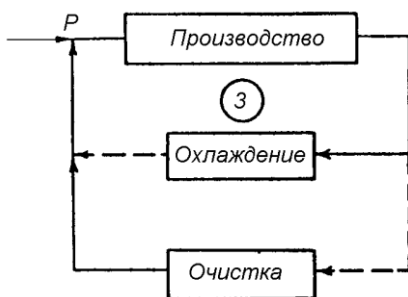 P
Производство
3
Охлаждение
Очистка